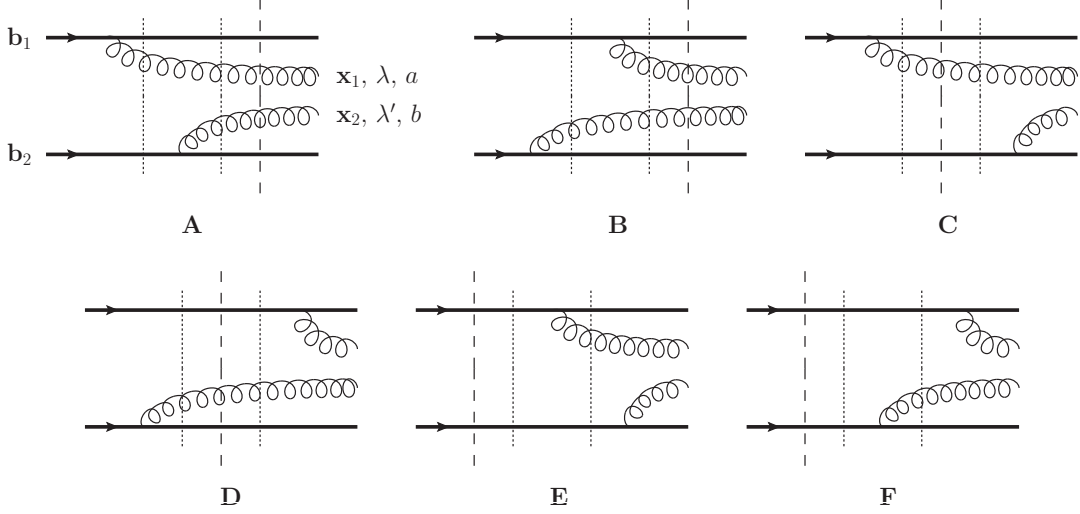 b₁
x₁, λ, a
x₂, λ′, b
b₂
A B C
D E F